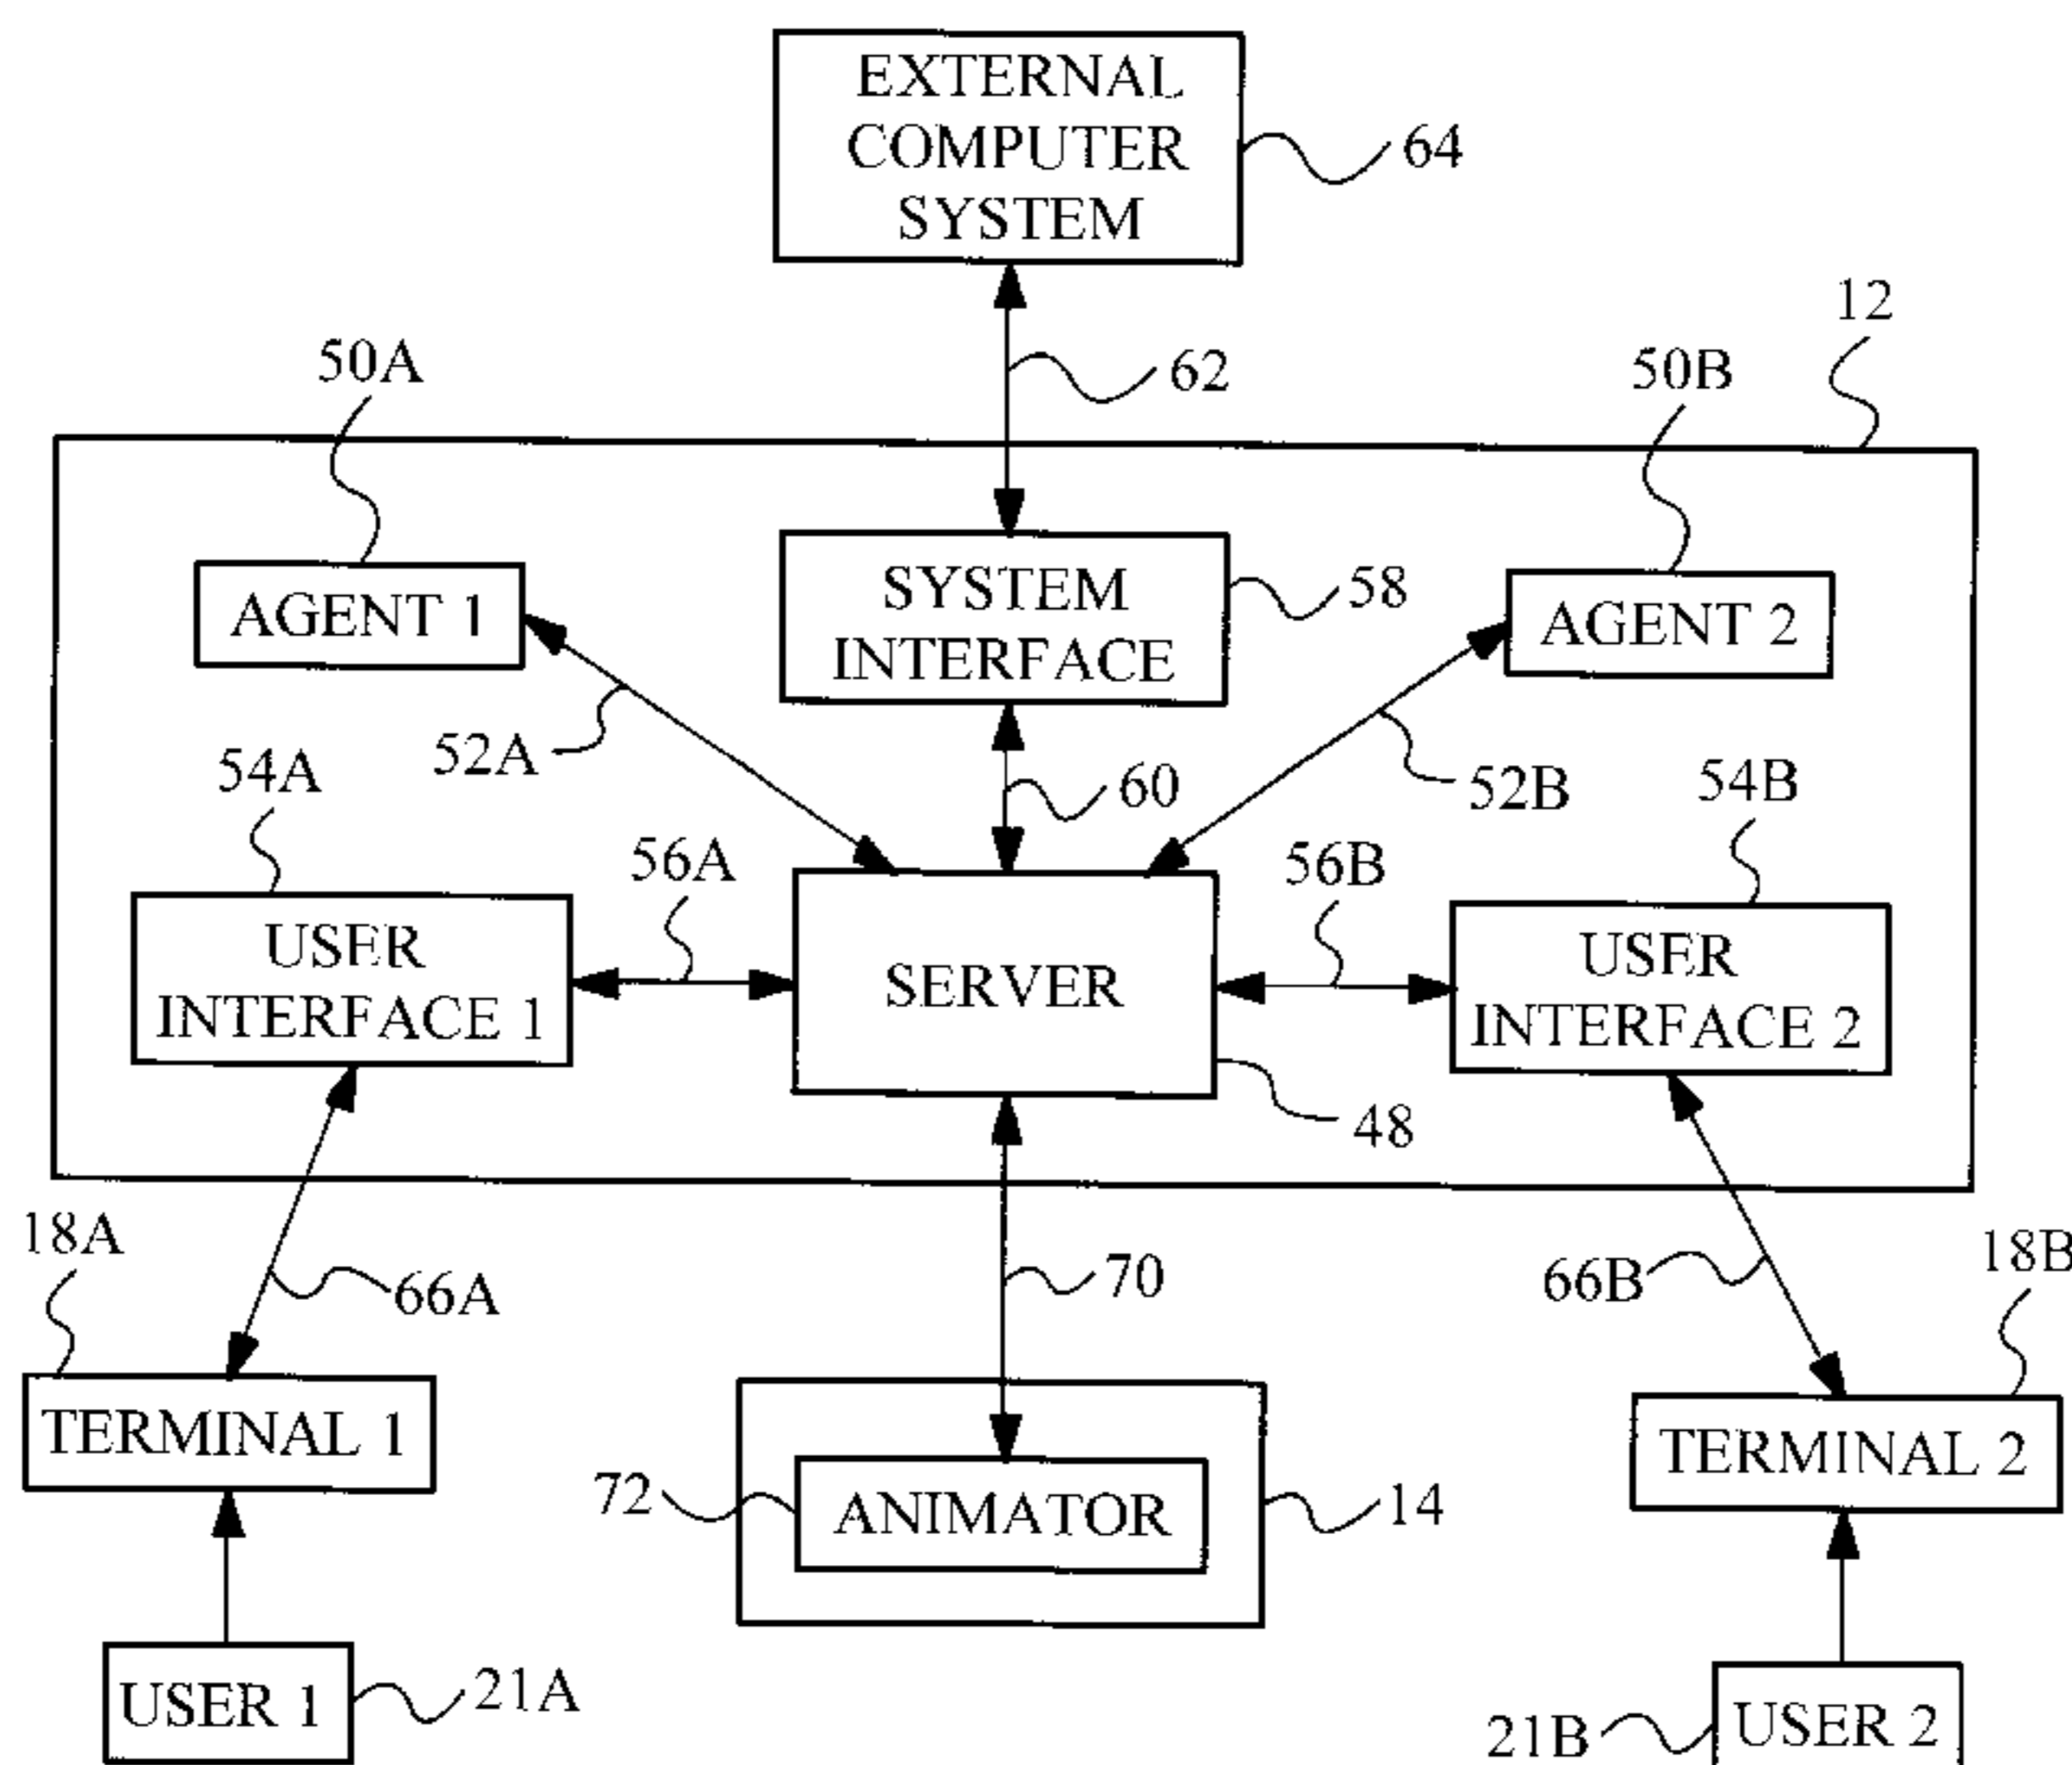 EXTERNAL
COMPUTER
SYSTEM
64
12
50A
62
50B
AGENT 1
SYSTEM
INTERFACE
58
AGENT 2
52A
54A
60
52B
54B
56A
56B
USER
INTERFACE 1
SERVER
USER
INTERFACE 2
48
18A
66A
70
66B
18B
TERMINAL 1
72
ANIMATOR
14
TERMINAL 2
USER 1
21A
21B
USER 2